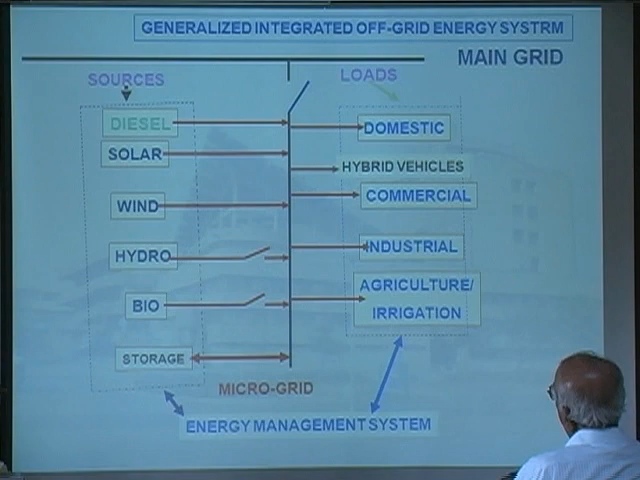 GENERALIZED INTEGRATED OFF-GRID ENERGY SYSTRM
MAIN GRID
SOURCES
LOADS
DIESEL
DOMESTIC
SOLAR
HYBRID VEHICLES
COMMERCIAL
WIND
HYDRO
INDUSTRIAL
AGRICULTURE/
IRRIGATION
BIO
STORAGE
MICRO-GRID
ENERGY MANAGEMENT SYSTEM